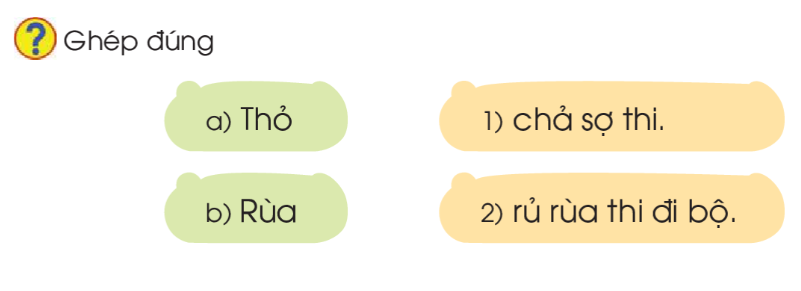 ? Ghép đúng
a) Thỏ 1) chả sợ thi.
b) Rùa 2) rủ rùa thi đi bộ.